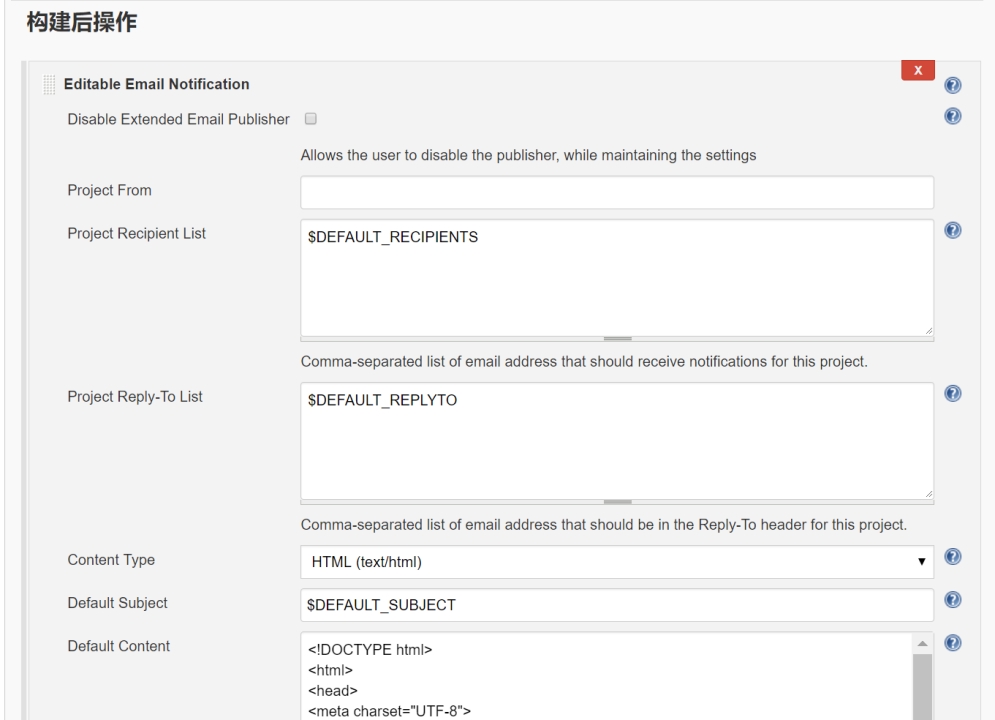 构建后操作
X
Editable Email Notification
Disable Extended Email Publisher
Allows the user to disable the publisher, while maintaining the settings
Project From
Project Recipient List
$DEFAULT_RECIPIENTS
Comma-separated list of email address that should receive notifications for this project.
Project Reply-To List
$DEFAULT_REPLYTO
Comma-separated list of email address that should be in the Reply-To header for this project.
Content Type
HTML (text/html)
Default Subject
$DEFAULT_SUBJECT
Default Content
<!DOCTYPE html>
<html>
<head>
<meta charset="UTF-8">